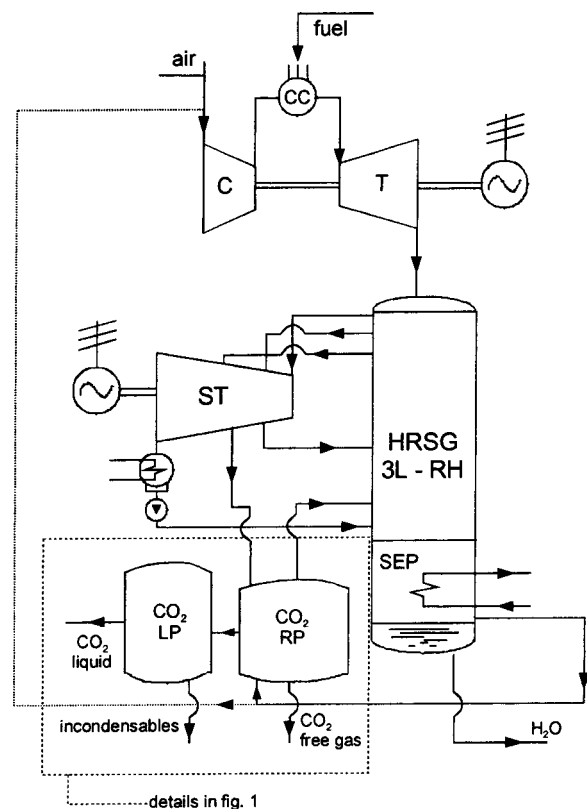 fuel
air
CC
C
T
ST
HRSG
3L - RH
SEP
CO2
LP
CO2
RP
CO2
liquid
incondensables
CO2
free gas
H2O
details in fig. 1